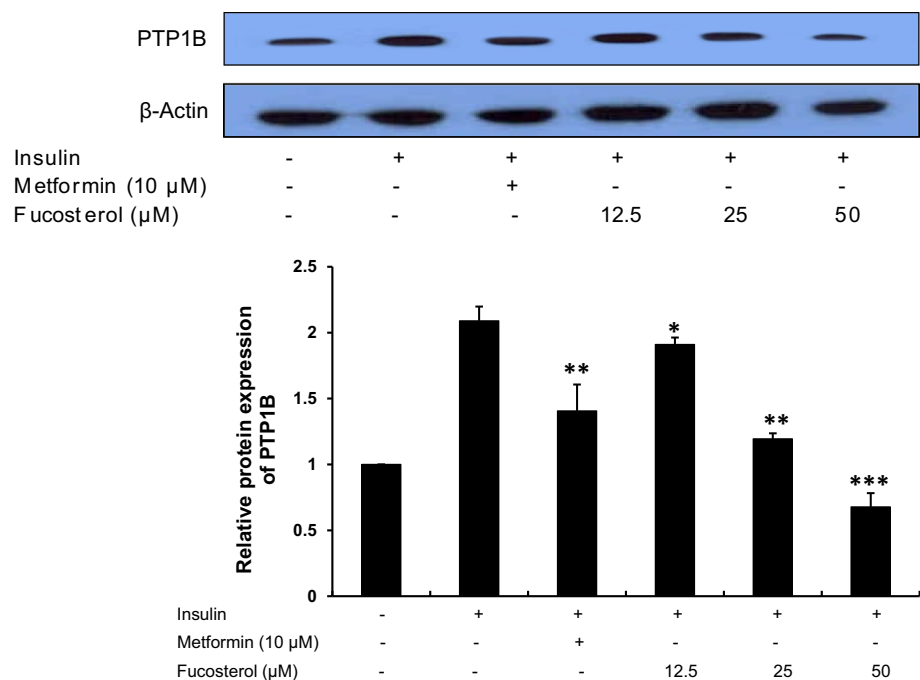 PTP1B
β-Actin
Insulin - + + + + +
Metformin (10 μM) - - + - - -
Fucosterol (μM) - - - 12.5 25 50
Relative protein expression
of PTP1B
2.5
2
1.5
1
0.5
0
**
*
**
***
Insulin - + + + + +
Metformin (10 μM) - - + - - -
Fucosterol (μM) - - - 12.5 25 50